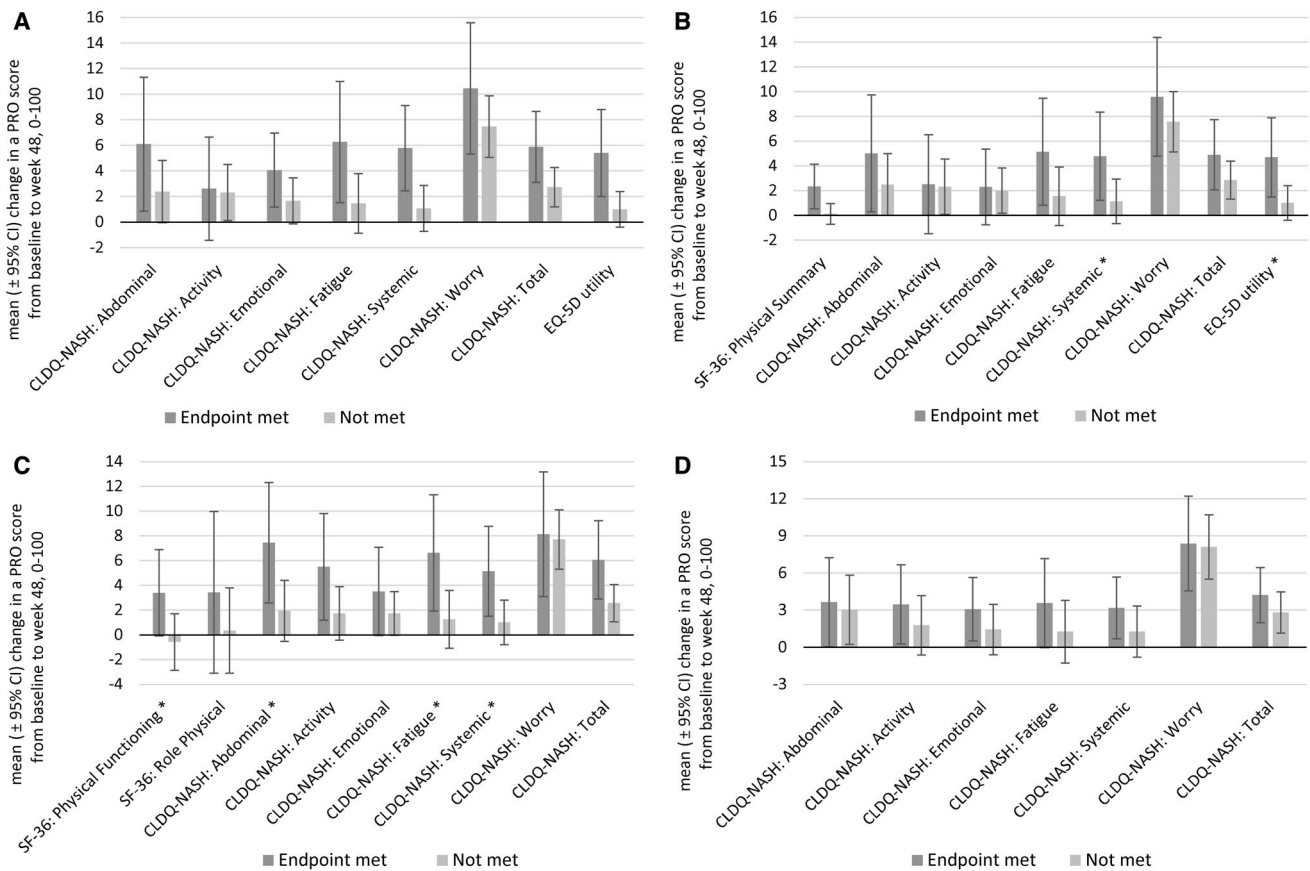 A
mean (± 95% CI) change in a PRO score
from baseline to week 48, 0-100
16
14
12
10
8
6
4
2
0
-2
CLDQ-NASH: Abdominal
CLDQ-NASH: Activity
CLDQ-NASH: Emotional
CLDQ-NASH: Fatigue
CLDQ-NASH: Systemic
CLDQ-NASH: Worry
CLDQ-NASH: Total
EQ-5D utility
Endpoint met
Not met
B
mean (± 95% CI) change in a PRO score
from baseline to week 48, 0-100
16
14
12
10
8
6
4
2
0
-2
SF-36: Physical Summary
CLDQ-NASH: Abdominal
CLDQ-NASH: Activity
CLDQ-NASH: Emotional
CLDQ-NASH: Fatigue
CLDQ-NASH: Systemic *
CLDQ-NASH: Worry
CLDQ-NASH: Total
EQ-5D utility *
Endpoint met
Not met
C
mean (± 95% CI) change in a PRO score
from baseline to week 48, 0-100
14
12
10
8
6
4
2
0
-2
-4
SF-36: Physical Functioning *
SF-36: Role Physical
CLDQ-NASH: Abdominal *
CLDQ-NASH: Activity
CLDQ-NASH: Emotional
CLDQ-NASH: Fatigue *
CLDQ-NASH: Systemic *
CLDQ-NASH: Worry
CLDQ-NASH: Total
Endpoint met
Not met
D
mean (± 95% CI) change in a PRO score
from baseline to week 48, 0-100
15
12
9
6
3
0
-3
CLDQ-NASH: Abdominal
CLDQ-NASH: Activity
CLDQ-NASH: Emotional
CLDQ-NASH: Fatigue
CLDQ-NASH: Systemic
CLDQ-NASH: Worry
CLDQ-NASH: Total
Endpoint met
Not met